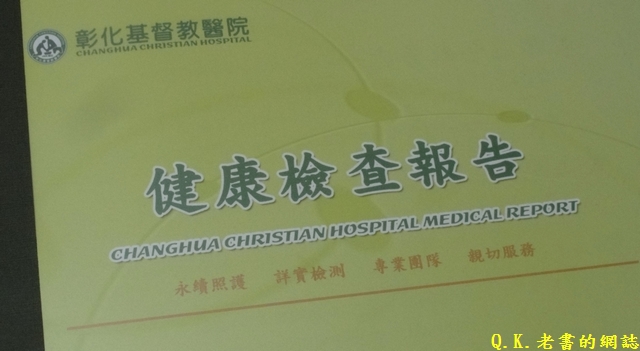 彰化基督教醫院
CHANGHUA CHRISTIAN HOSPITAL
健康檢查報告
CHANGHUA CHRISTIAN HOSPITAL MEDICAL REPORT
永續照護 詳實檢測 專業團隊 親切服務
Q.K.老書的網誌